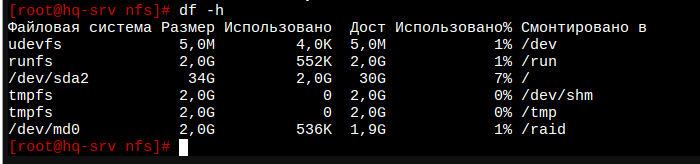 [root@hq-srv nfs]# df -h
Файловая система Размер Использовано  Дост Использовано% Смонтировано в
udevfs             5,0M         4,0K  5,0M            1% /dev
runfs              2,0G         552K  2,0G            1% /run
/dev/sda2           34G         2,0G   30G            7% /
tmpfs              2,0G            0  2,0G            0% /dev/shm
tmpfs              2,0G            0  2,0G            0% /tmp
/dev/md0           2,0G         536K  1,9G            1% /raid
[root@hq-srv nfs]#